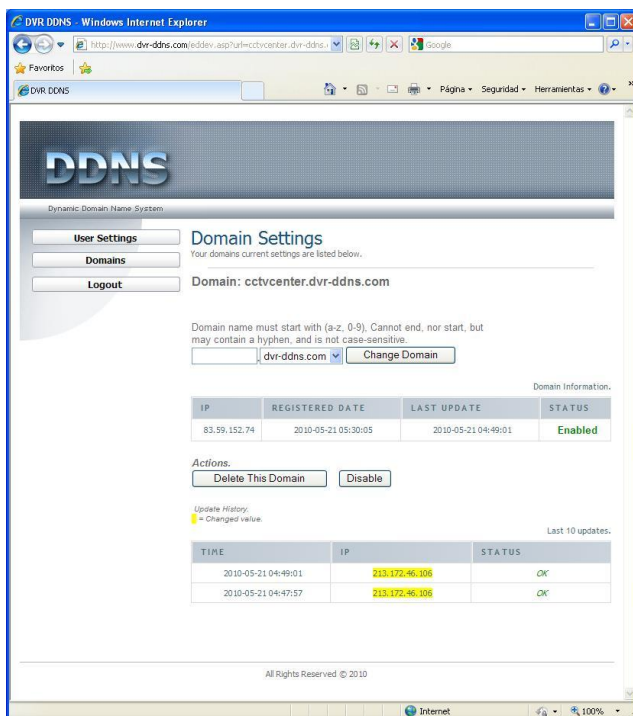 DVR DDNS - Windows Internet Explorer
http://www.dvr-ddns.com/eddev.asp?url=cctvcenter.dvr-ddns.
Google
Favoritos
DVR DDNS
Página
Seguridad
Herramientas
DDNS
Dynamic Domain Name System
User Settings
Domains
Logout
Domain Settings
Your domains current settings are listed below.
Domain: cctvcenter.dvr-ddns.com
Domain name must start with (a-z, 0-9), Cannot end, nor start, but
may contain a hyphen, and is not case-sensitive.
. dvr-ddns.com Change Domain
Domain Information.
IP REGISTERED DATE LAST UPDATE STATUS
83.59.152.74 2010-05-21 05:30:05 2010-05-21 04:49:01 Enabled
Actions.
Delete This Domain Disable
Update History.
= Changed value.
Last 10 updates.
TIME IP STATUS
2010-05-21 04:49:01 213.172.46.106 OK
2010-05-21 04:47:57 213.172.46.106 OK
All Rights Reserved © 2010
Internet
100%